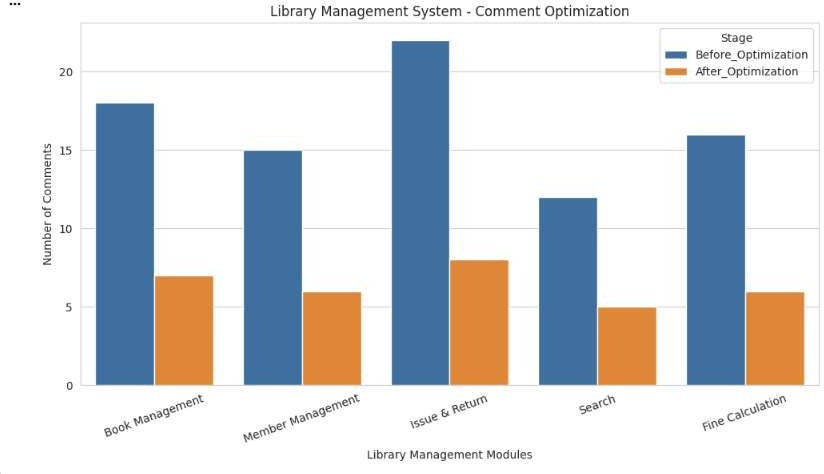 ...
Library Management System - Comment Optimization
Stage
Before_Optimization
After_Optimization
Number of Comments
20
15
10
5
0
Book Management
Member Management
Issue & Return
Search
Fine Calculation
Library Management Modules